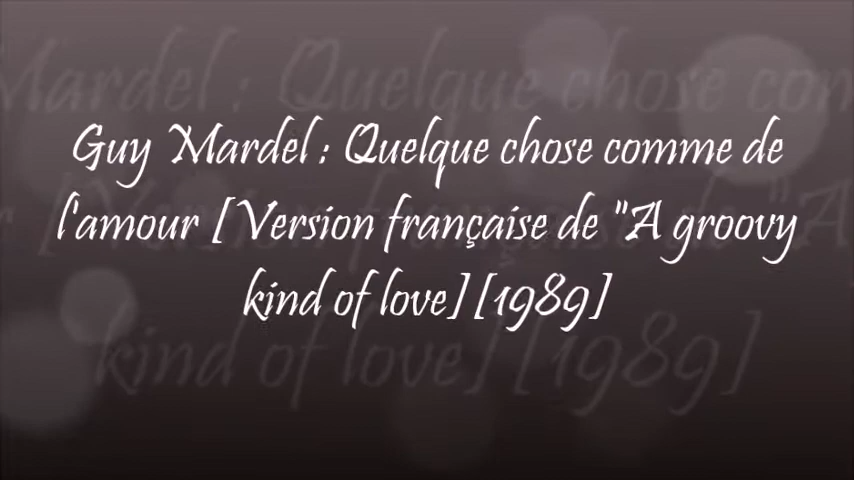 Guy Mardel : Quelque chose comme de
l'amour [Version française de "A groovy
kind of love] [1989]